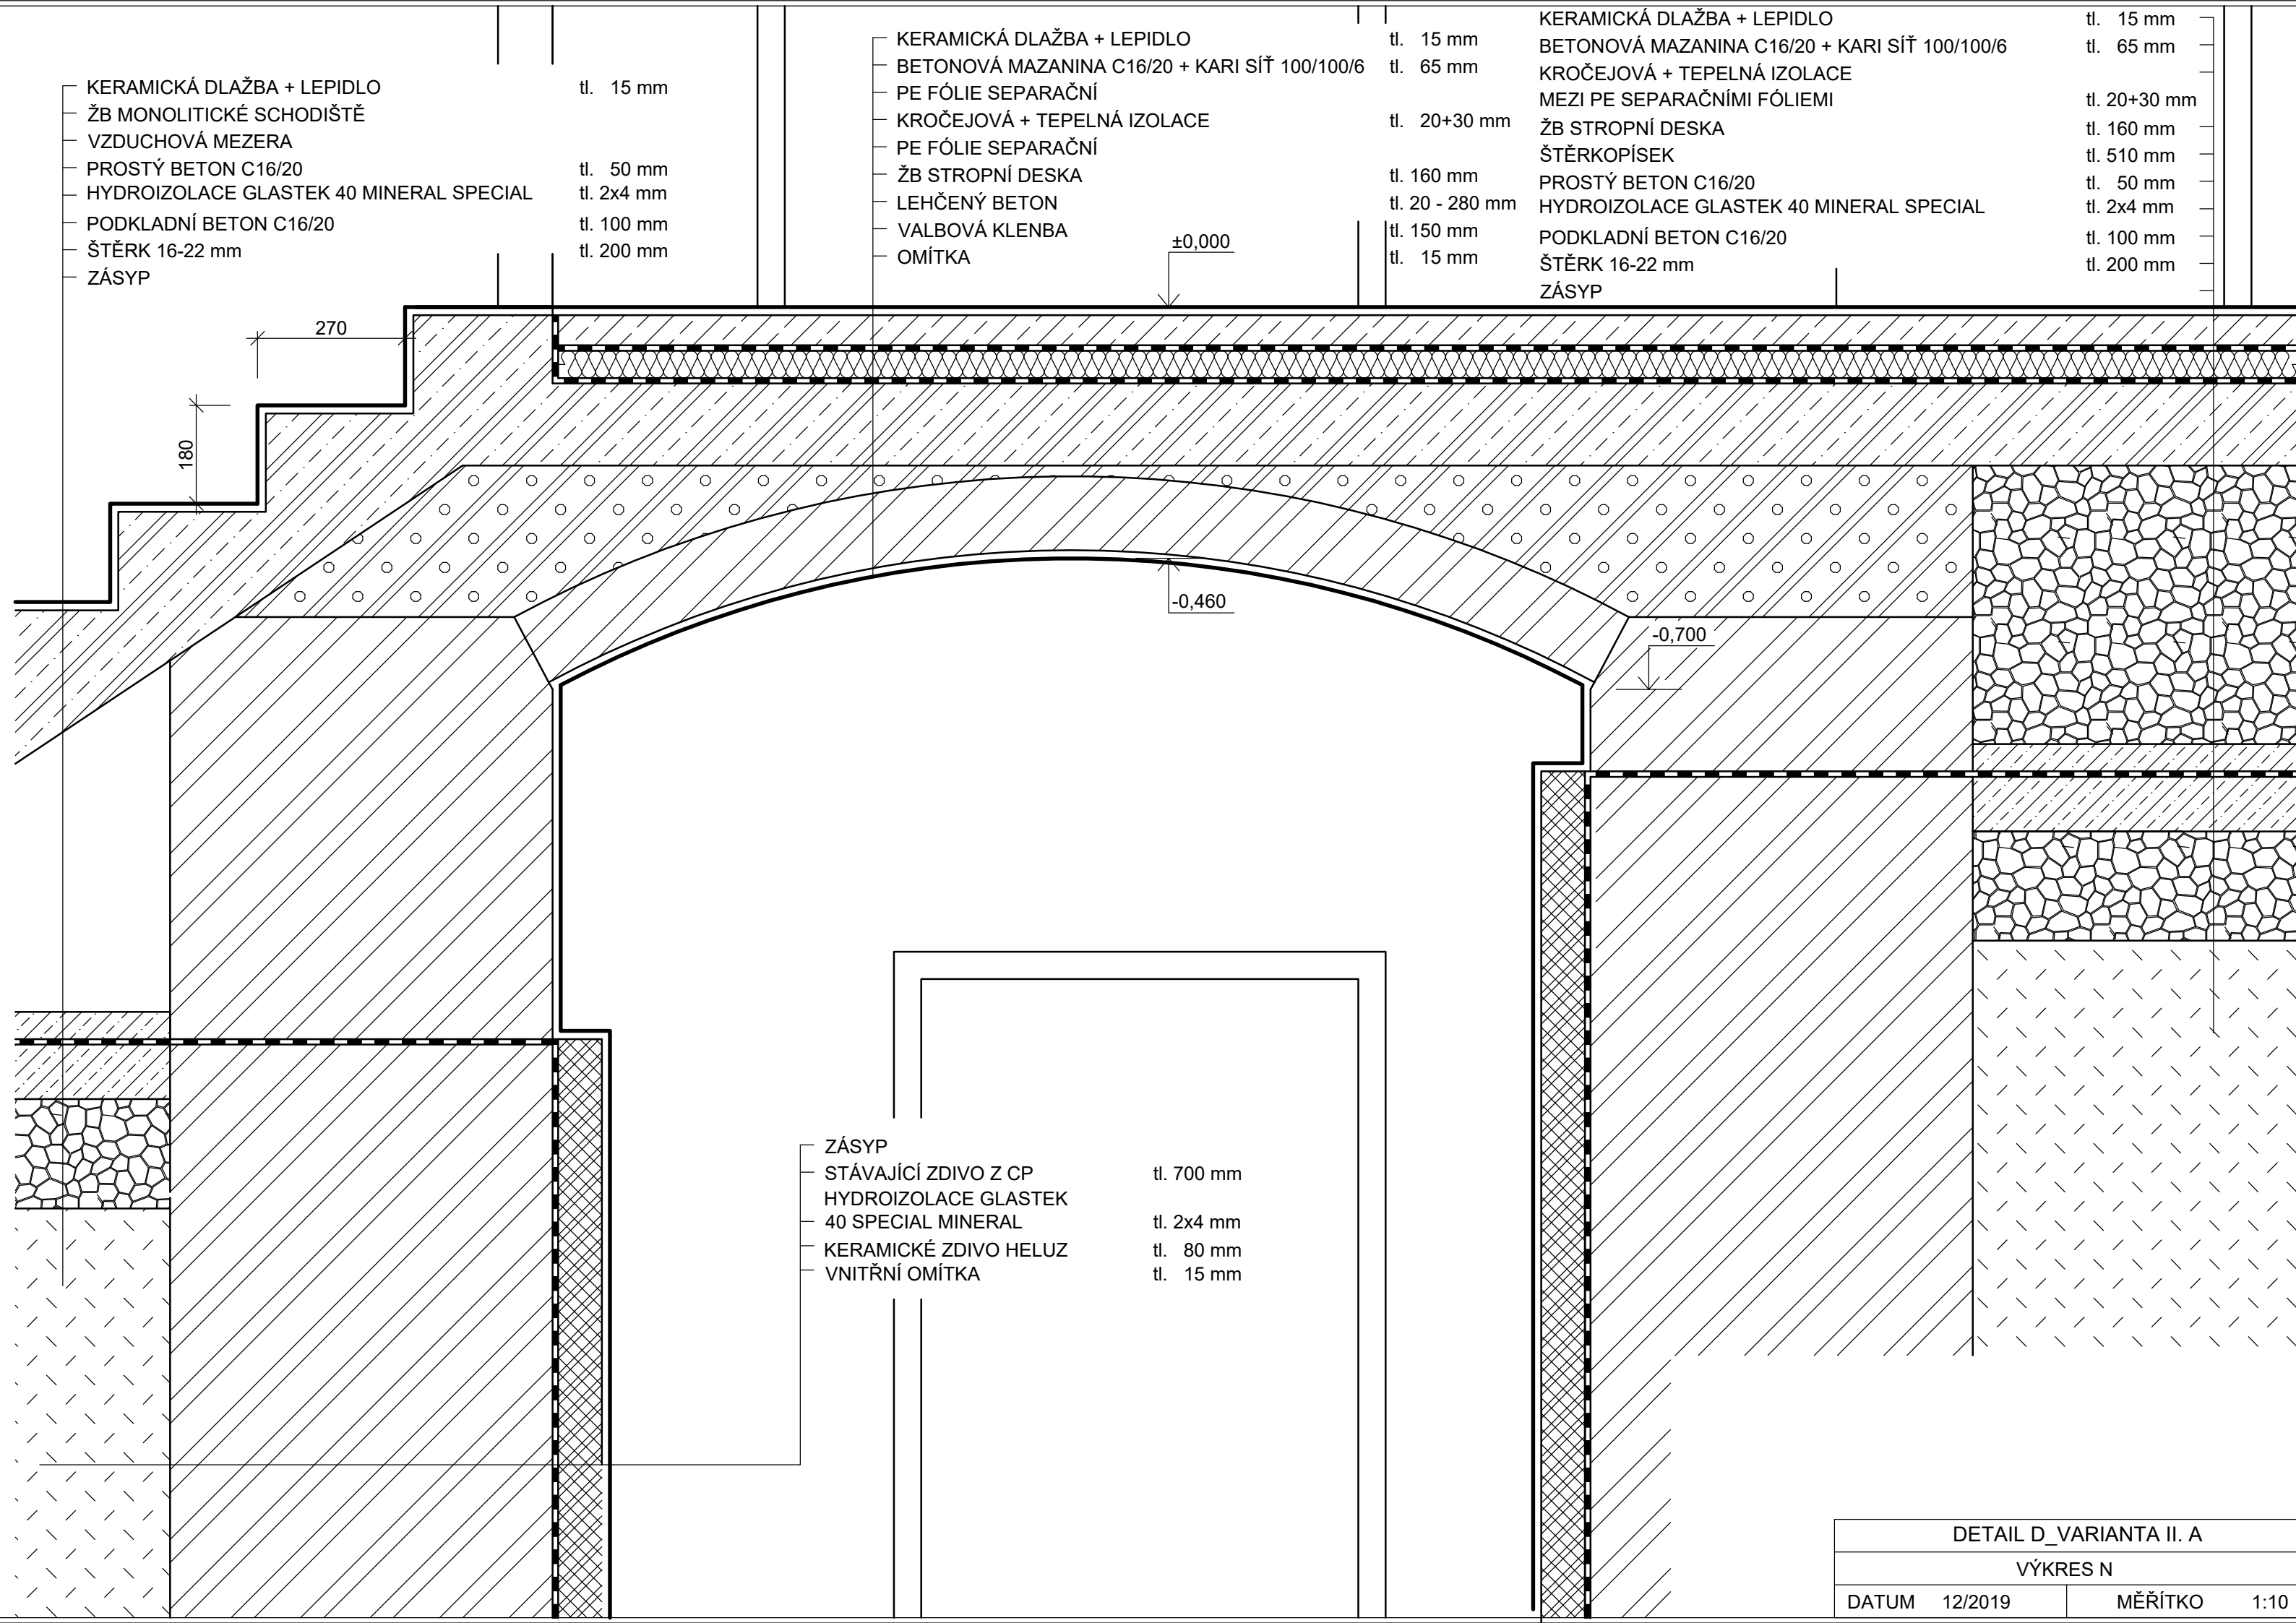 KERAMICKÁ DLAŽBA + LEPIDLO tl. 15 mm
ŽB MONOLITICKÉ SCHODIŠTĚ
VZDUCHOVÁ MEZERA
PROSTÝ BETON C16/20 tl. 50 mm
HYDROIZOLACE GLASTEK 40 MINERAL SPECIAL tl. 2x4 mm
PODKLADNÍ BETON C16/20 tl. 100 mm
ŠTĚRK 16-22 mm tl. 200 mm
ZÁSYP
KERAMICKÁ DLAŽBA + LEPIDLO tl. 15 mm
BETONOVÁ MAZANINA C16/20 + KARI SÍŤ 100/100/6 tl. 65 mm
PE FÓLIE SEPARAČNÍ
KROČEJOVÁ + TEPELNÁ IZOLACE tl. 20+30 mm
PE FÓLIE SEPARAČNÍ
ŽB STROPNÍ DESKA tl. 160 mm
LEHČENÝ BETON tl. 20 - 280 mm
VALBOVÁ KLENBA tl. 150 mm
OMÍTKA tl. 15 mm
KERAMICKÁ DLAŽBA + LEPIDLO tl. 15 mm
BETONOVÁ MAZANINA C16/20 + KARI SÍŤ 100/100/6 tl. 65 mm
KROČEJOVÁ + TEPELNÁ IZOLACE
MEZI PE SEPARAČNÍMI FÓLIEMI tl. 20+30 mm
ŽB STROPNÍ DESKA tl. 160 mm
ŠTĚRKOPÍSEK tl. 510 mm
PROSTÝ BETON C16/20 tl. 50 mm
HYDROIZOLACE GLASTEK 40 MINERAL SPECIAL tl. 2x4 mm
PODKLADNÍ BETON C16/20 tl. 100 mm
ŠTĚRK 16-22 mm tl. 200 mm
ZÁSYP
±0,000
270
180
-0,460
-0,700
ZÁSYP
STÁVAJÍCÍ ZDIVO Z CP tl. 700 mm
HYDROIZOLACE GLASTEK
40 SPECIAL MINERAL tl. 2x4 mm
KERAMICKÉ ZDIVO HELUZ tl. 80 mm
VNITŘNÍ OMÍTKA tl. 15 mm
DETAIL D_VARIANTA II. A
VÝKRES N
DATUM 12/2019 MĚŘÍTKO 1:10